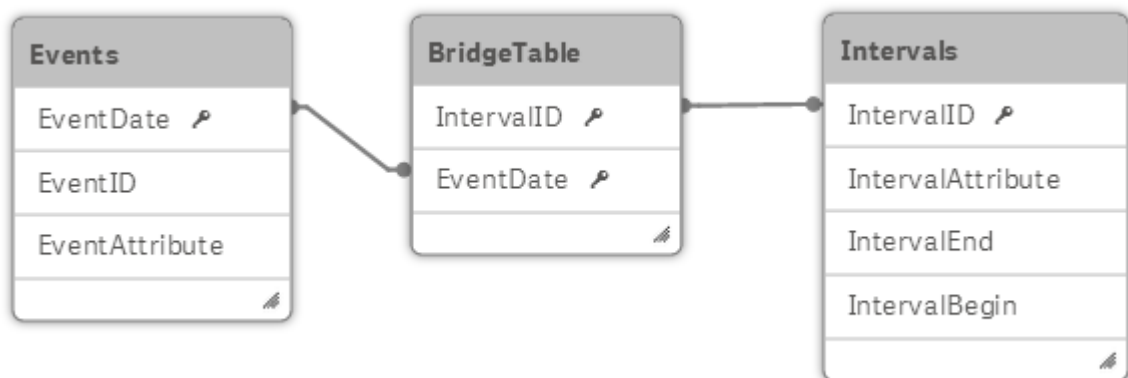 Events
EventDate
EventID
EventAttribute
BridgeTable
IntervalID
EventDate
Intervals
IntervalID
IntervalAttribute
IntervalEnd
IntervalBegin